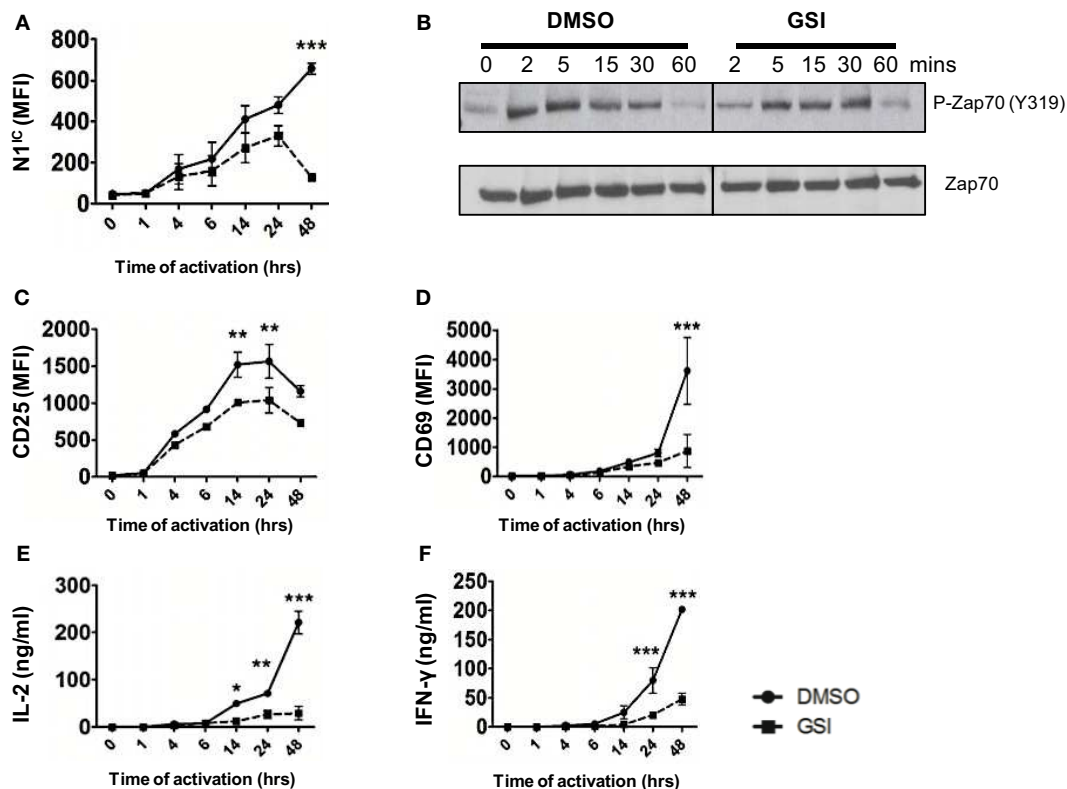 A
N1ᴵᶜ (MFI)
800
600
400
200
0
***
0 1 4 6 14 24 48
Time of activation (hrs)
B
DMSO GSI
0 2 5 15 30 60 2 5 15 30 60 mins
P-Zap70 (Y319)
Zap70
C
CD25 (MFI)
2000
1500
1000
500
0
** **
0 1 4 6 14 24 48
Time of activation (hrs)
D
CD69 (MFI)
5000
4000
3000
2000
1000
0
***
0 1 4 6 14 24 48
Time of activation (hrs)
E
IL-2 (ng/ml)
300
200
100
0
* ** ***
0 1 4 6 14 24 48
Time of activation (hrs)
F
IFN-γ (ng/ml)
250
200
150
100
50
0
*** ***
0 1 4 6 14 24 48
Time of activation (hrs)
DMSO
GSI